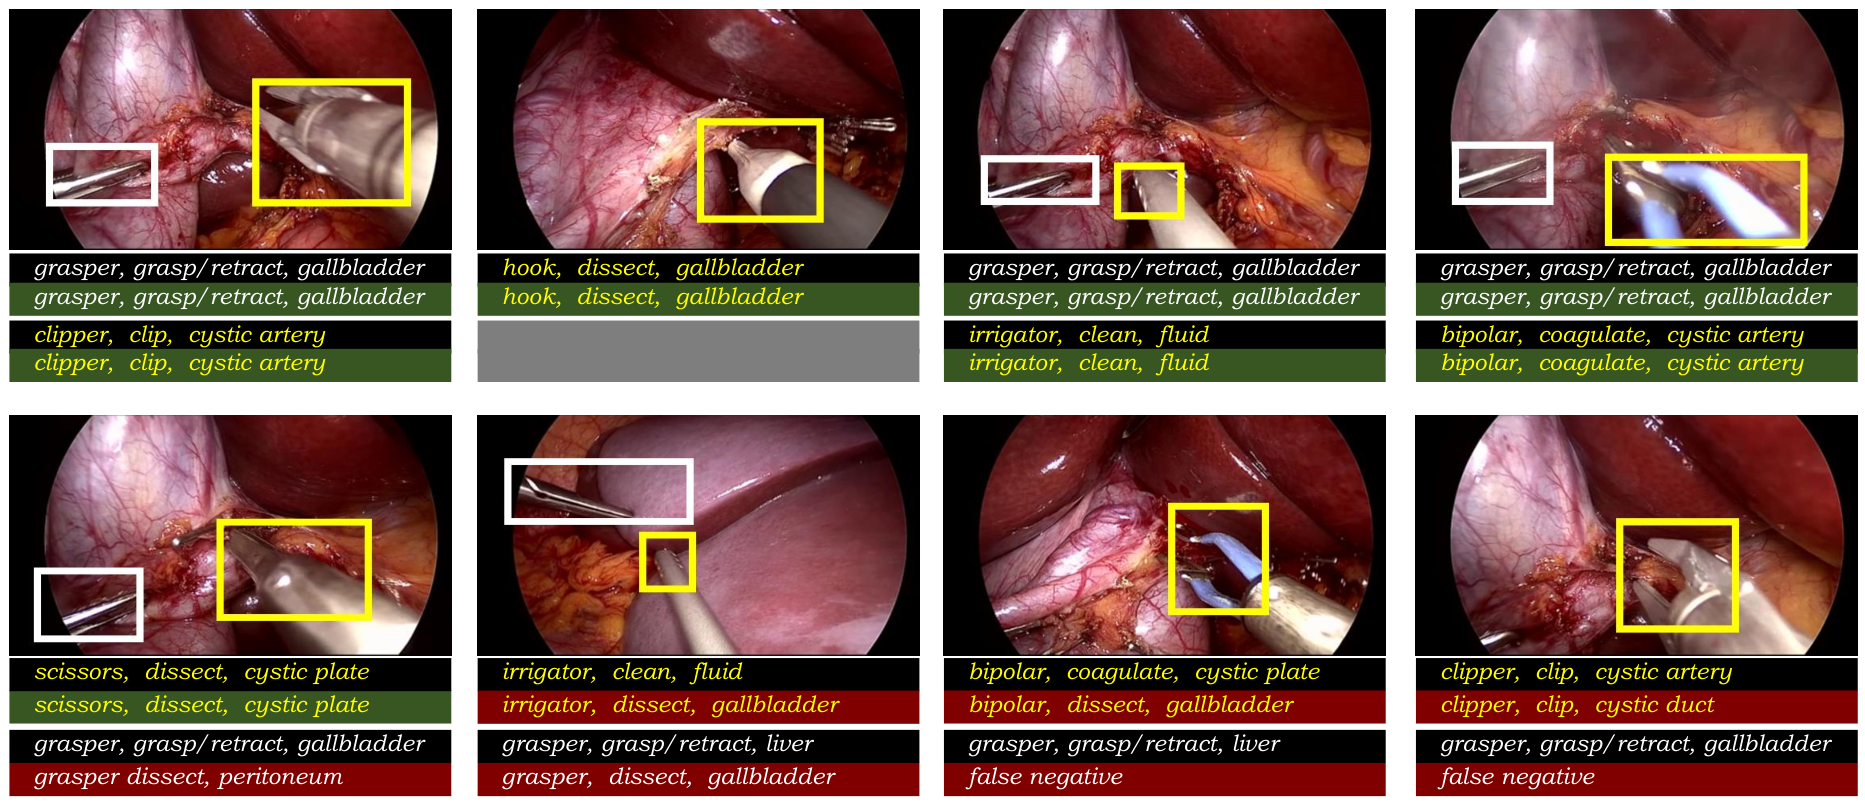 grasper, grasp/retract, gallbladder
grasper, grasp/retract, gallbladder
clipper, clip, cystic artery
clipper, clip, cystic artery
hook, dissect, gallbladder
hook, dissect, gallbladder
grasper, grasp/retract, gallbladder
grasper, grasp/retract, gallbladder
irrigator, clean, fluid
irrigator, clean, fluid
grasper, grasp/retract, gallbladder
grasper, grasp/retract, gallbladder
bipolar, coagulate, cystic artery
bipolar, coagulate, cystic artery
scissors, dissect, cystic plate
scissors, dissect, cystic plate
grasper, grasp/retract, gallbladder
grasper dissect, peritoneum
irrigator, clean, fluid
irrigator, dissect, gallbladder
grasper, grasp/retract, liver
grasper, dissect, gallbladder
bipolar, coagulate, cystic plate
bipolar, dissect, gallbladder
grasper, grasp/retract, liver
false negative
clipper, clip, cystic artery
clipper, clip, cystic duct
grasper, grasp/retract, gallbladder
false negative